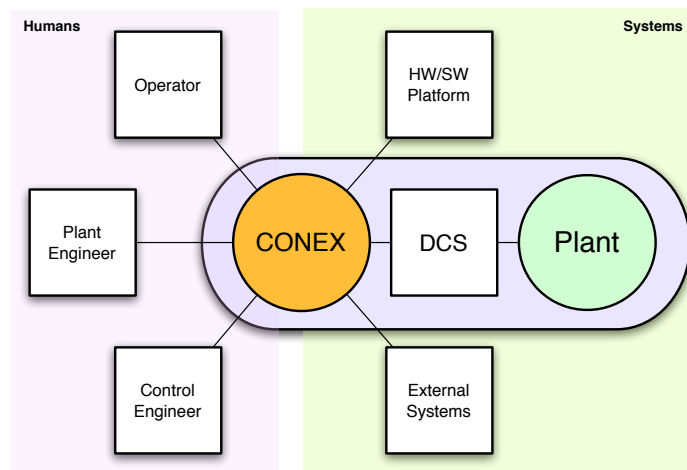 Humans
Systems
Operator
HW/SW
Platform
Plant
Engineer
CONEX
DCS
Plant
Control
Engineer
External
Systems